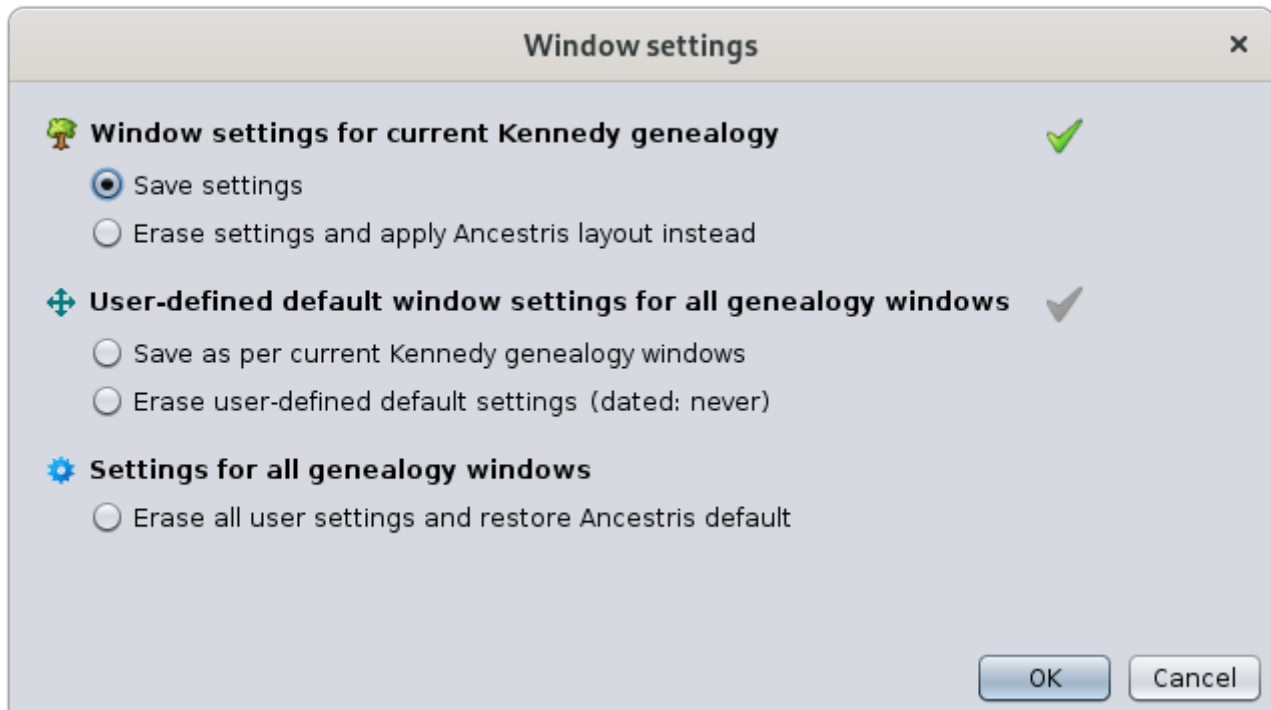 Window settings
Window settings for current Kennedy genealogy
Save settings
Erase settings and apply Ancestris layout instead
User-defined default window settings for all genealogy windows
Save as per current Kennedy genealogy windows
Erase user-defined default settings (dated: never)
Settings for all genealogy windows
Erase all user settings and restore Ancestris default
OK Cancel